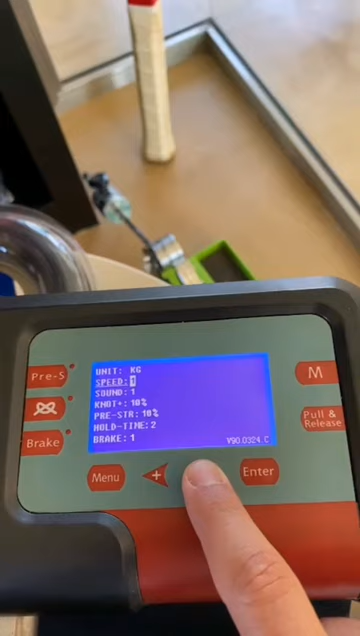 UNIT: KG
SPEED: 1
SOUND: 1
KNOT+: 10%
PRE-STR: 10%
HOLD-TIME: 2
BRAKE: 1
V90.0324.C
Pre-S
Brake
Menu
+
Enter
M
Pull &
Release